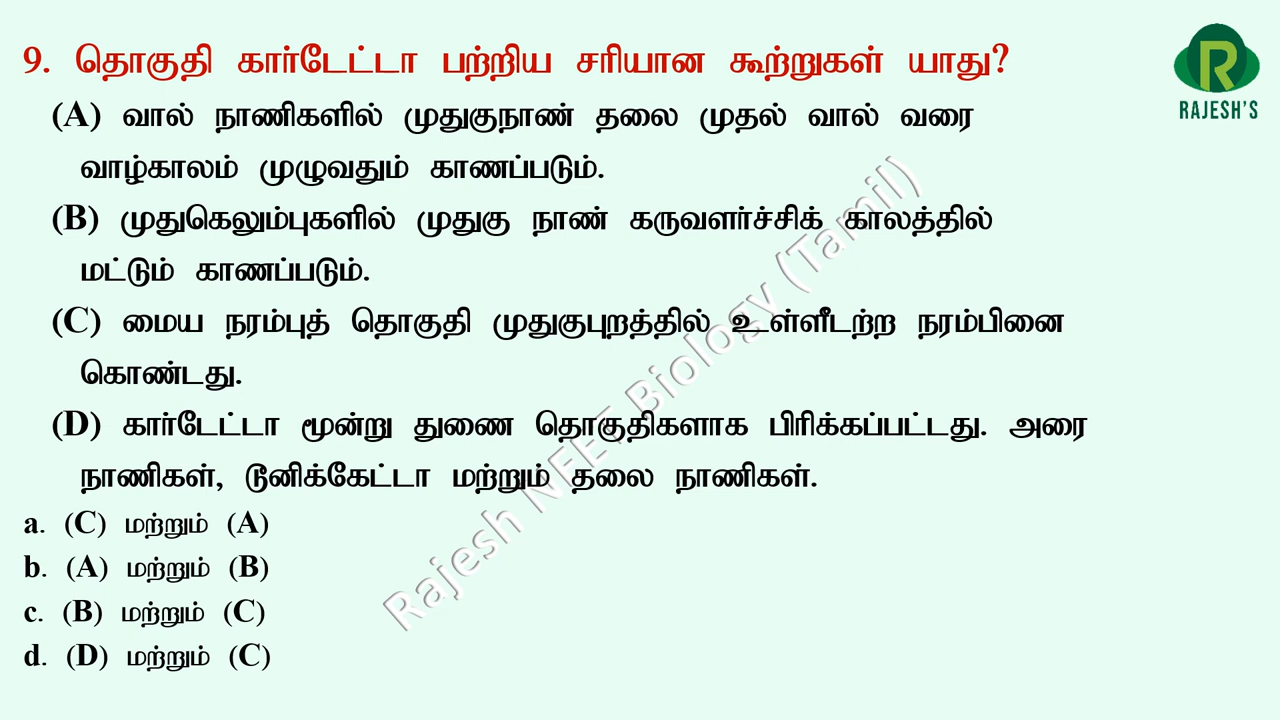 9. தொகுதி கார்டேட்டா பற்றிய சரியான கூற்றுகள் யாது?
RAJESH'S
(A) வால் நாணிகளில் முதுகுநாண் தலை முதல் வால் வரை
வாழ்காலம் முழுவதும் காணப்படும்.
(B) முதுகெலும்புகளில் முதுகு நாண் கருவளர்ச்சிக் காலத்தில்
மட்டும் காணப்படும்.
(C) மைய நரம்புத் தொகுதி முதுகுபுறத்தில் உள்ளீடற்ற நரம்பினை
கொண்டது.
(D) கார்டேட்டா மூன்று துணை தொகுதிகளாக பிரிக்கப்பட்டது. அரை
நாணிகள், டூனிக்கேட்டா மற்றும் தலை நாணிகள்.
a. (C) மற்றும் (A)
b. (A) மற்றும் (B)
c. (B) மற்றும் (C)
d. (D) மற்றும் (C)
Rajesh NEET Biology (Tamil)